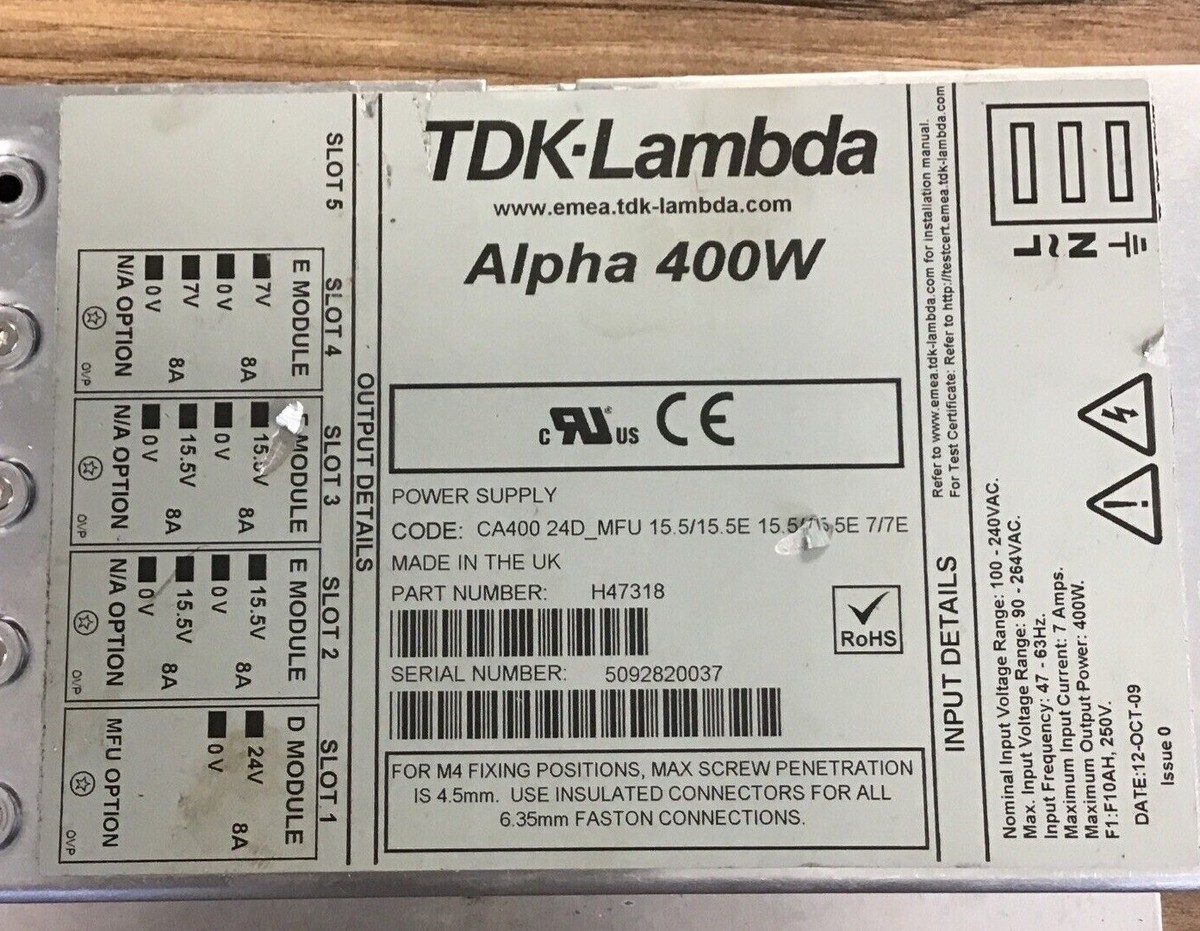 TDK·Lambda
www.emea.tdk-lambda.com
Alpha 400W
c RU US CE
POWER SUPPLY
CODE: CA400 24D_MFU 15.5/15.5E 15.5/15.5E 7/7E
MADE IN THE UK
PART NUMBER: H47318
RoHS
SERIAL NUMBER: 5092820037
FOR M4 FIXING POSITIONS, MAX SCREW PENETRATION
IS 4.5mm. USE INSULATED CONNECTORS FOR ALL
6.35mm FASTON CONNECTIONS.
OUTPUT DETAILS
SLOT 5
SLOT 4
E MODULE
7V 8A
0V
7V 8A
0V
N/A OPTION
OVP
SLOT 3
E MODULE
15.5V 8A
0V
15.5V 8A
0V
N/A OPTION
OVP
SLOT 2
E MODULE
15.5V 8A
0V
15.5V 8A
0V
N/A OPTION
OVP
SLOT 1
D MODULE
24V 8A
0V
MFU OPTION
OVP
Refer to www.emea.tdk-lambda.com for installation manual.
For Test Certificate: Refer to http://testcert.emea.tdk-lambda.com
INPUT DETAILS
Nominal Input Voltage Range: 100 - 240VAC.
Max. Input Voltage Range: 90 - 264VAC.
Input Frequency: 47 - 63Hz.
Maximum Input Current: 7 Amps.
Maximum Output Power: 400W.
F1:F10AH, 250V.
DATE:12-OCT-09
Issue 0
L ~ N